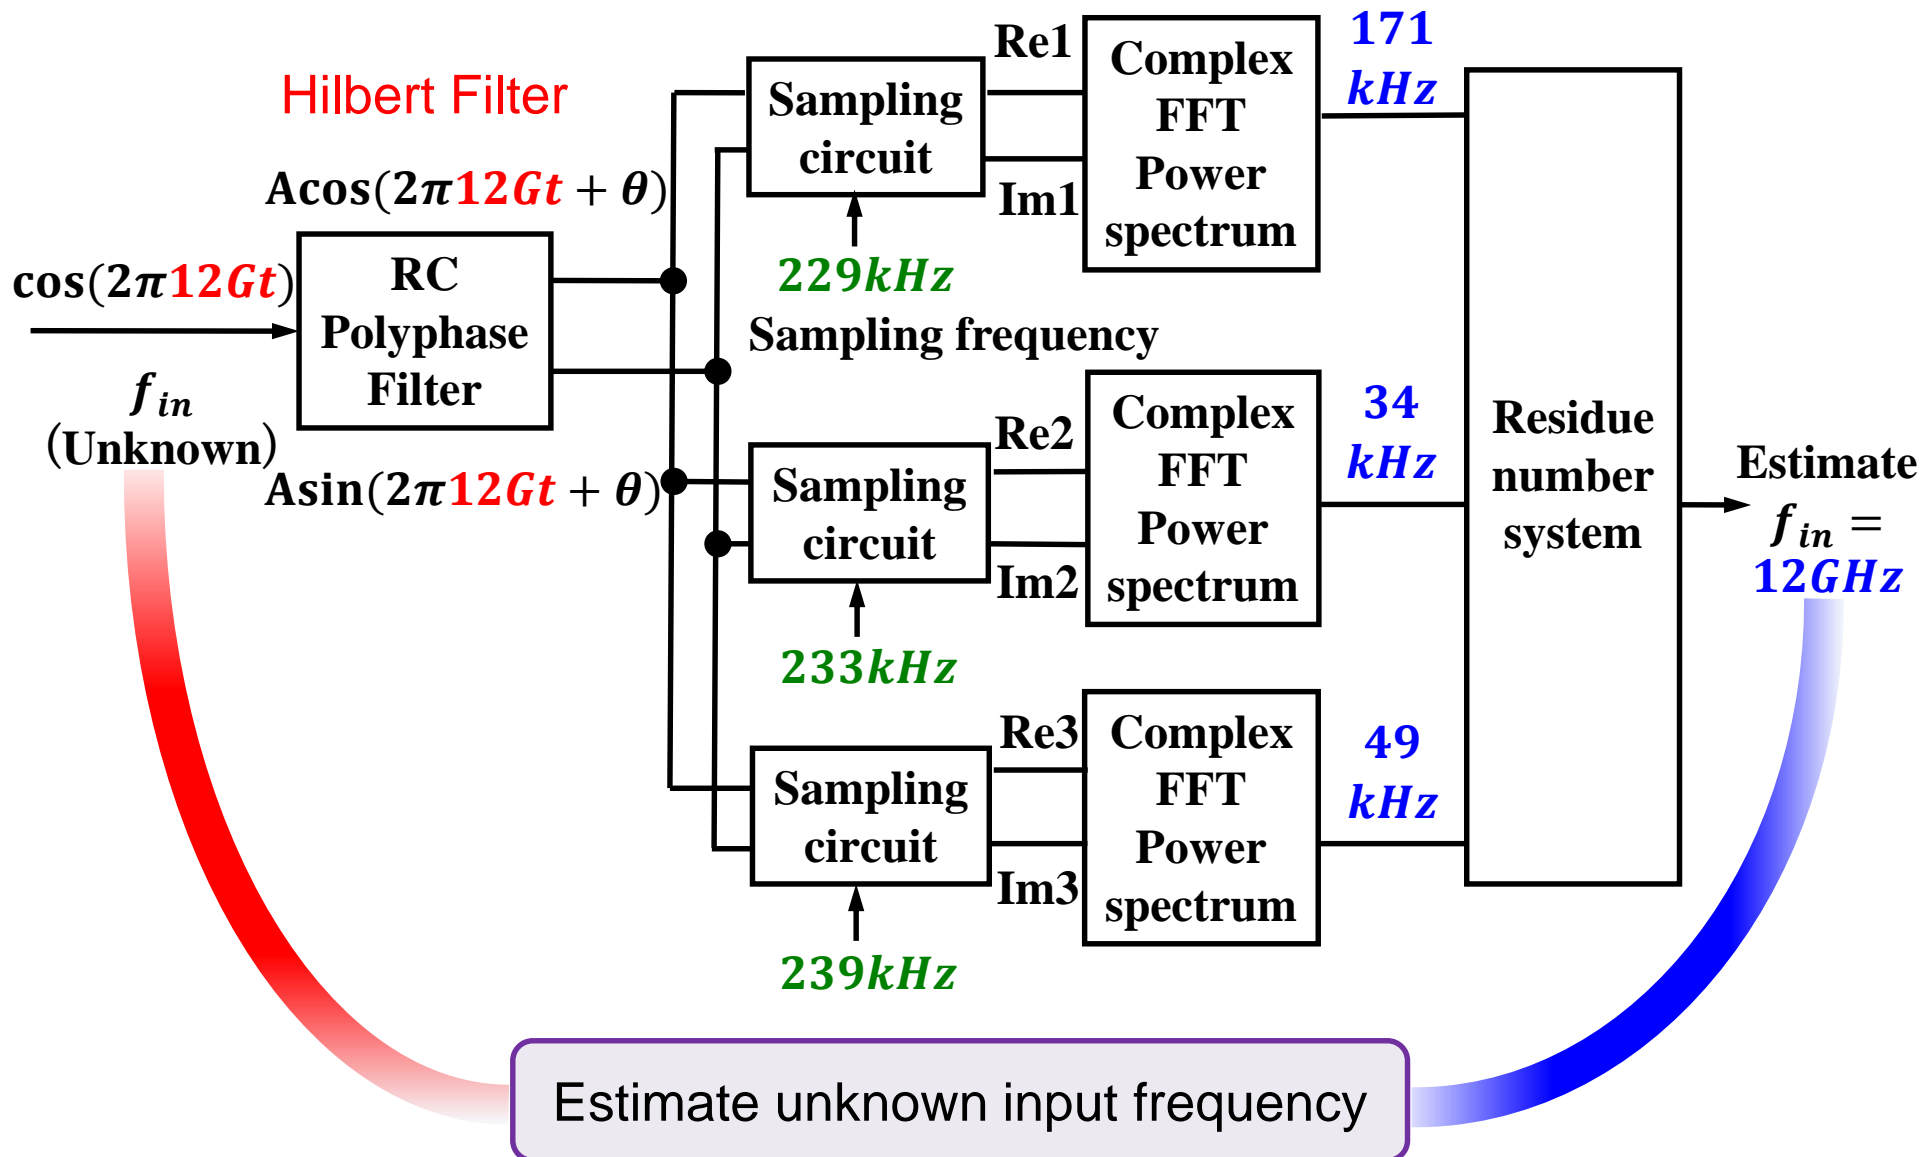 Hilbert Filter
Acos(2π12Gt + θ)
cos(2π12Gt)
f_in
(Unknown)
RC
Polyphase
Filter
Asin(2π12Gt + θ)
Sampling
circuit
229kHz
Sampling frequency
Re1
Im1
Complex
FFT
Power
spectrum
171
kHz
Sampling
circuit
233kHz
Re2
Im2
Complex
FFT
Power
spectrum
34
kHz
Sampling
circuit
239kHz
Re3
Im3
Complex
FFT
Power
spectrum
49
kHz
Residue
number
system
Estimate
f_in =
12GHz
Estimate unknown input frequency